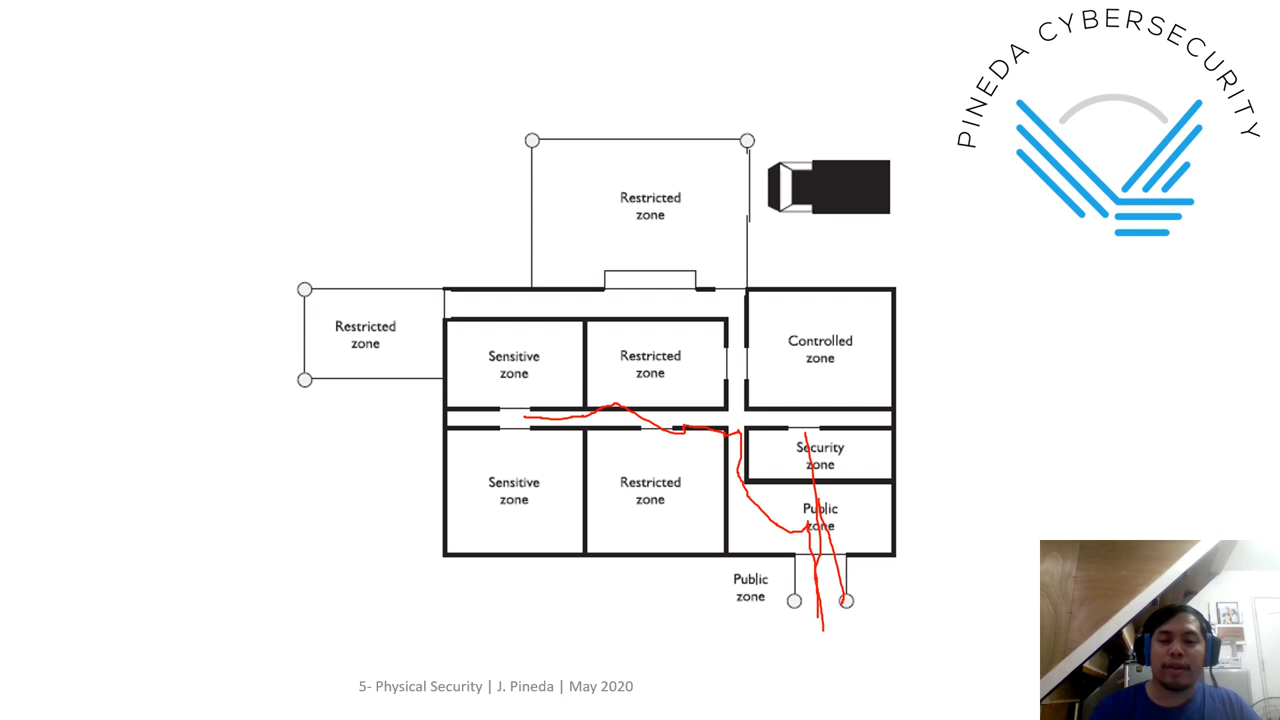 PINEDA CYBERSECURITY
Restricted
zone
Restricted
zone
Sensitive
zone
Restricted
zone
Controlled
zone
Security
zone
Sensitive
zone
Restricted
zone
Public
zone
Public
zone
5- Physical Security | J. Pineda | May 2020